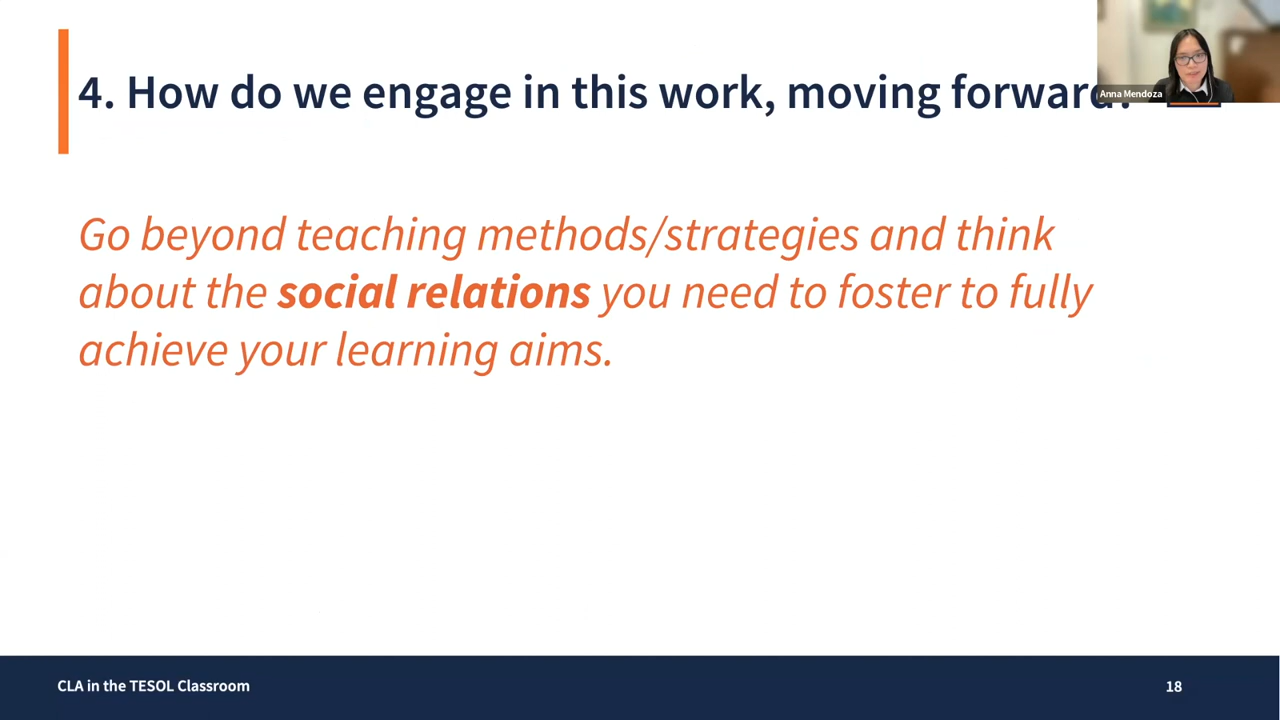 4. How do we engage in this work, moving forward?
Anna Mendoza
Go beyond teaching methods/strategies and think
about the social relations you need to foster to fully
achieve your learning aims.
CLA in the TESOL Classroom
18